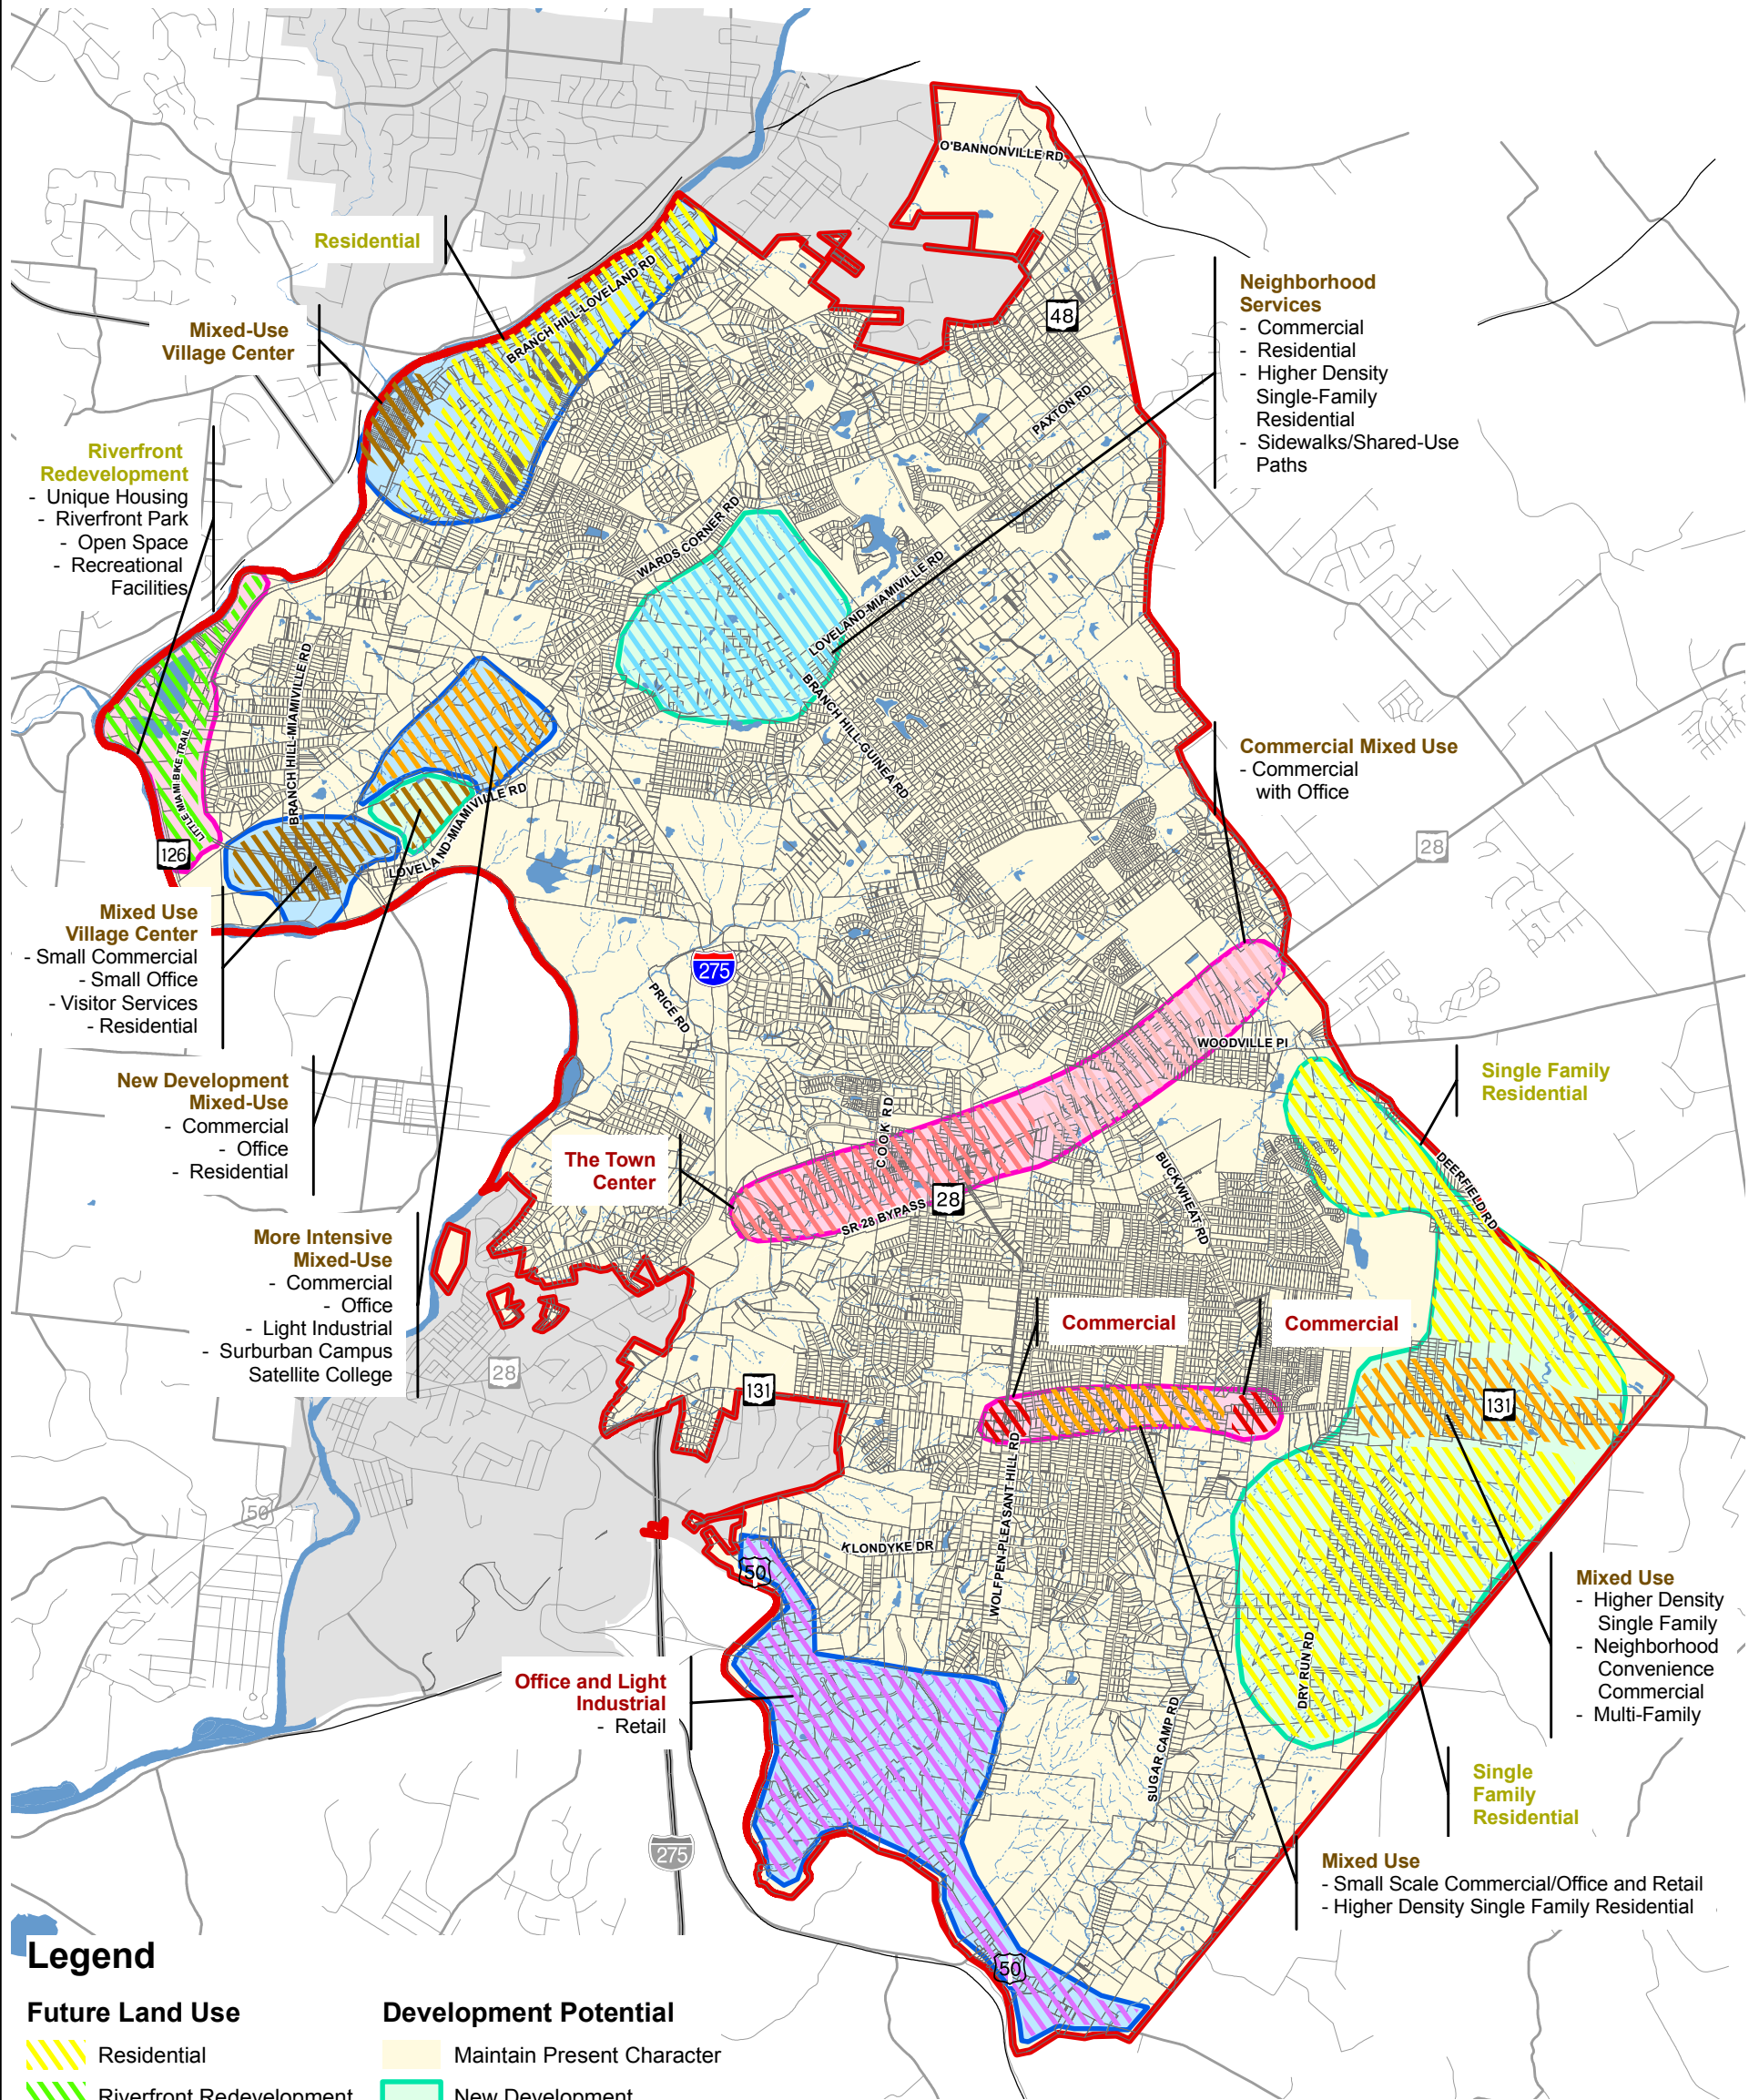 O'BANNONVILLE RD
Residential
BRANCH HILL-LOVELAND RD
Neighborhood
Services
- Commercial
- Residential
- Higher Density
Single-Family
Residential
- Sidewalks/Shared-Use
Paths
48
Mixed-Use
Village Center
PAXTON RD
Riverfront
Redevelopment
- Unique Housing
- Riverfront Park
- Open Space
- Recreational
Facilities
WARDS CORNER RD
LOVELAND-MIAMIVILLE RD
BRANCH HILL-MIAMIVILLE RD
BRANCH HILL-GUINEA RD
LITTLE MIAMI BIKE TRAIL
Commercial Mixed Use
- Commercial
with Office
LOVELAND-MIAMIVILLE RD
28
126
Mixed Use
Village Center
- Small Commercial
- Small Office
- Visitor Services
- Residential
275
PRICE RD
WOODVILLE PI
New Development
Mixed-Use
- Commercial
- Office
- Residential
Single Family
Residential
COOK RD
The Town
Center
BUCKWHEAT RD
DEERFIELD RD
28
SR 28 BYPASS
More Intensive
Mixed-Use
- Commercial
- Office
- Light Industrial
- Surburban Campus
Satellite College
Commercial
Commercial
28
131
131
WOLFPEN-PLEASANT HILL RD
50
KLONDYKE DR
50
Mixed Use
- Higher Density
Single Family
- Neighborhood
Convenience
Commercial
- Multi-Family
DRY RUN RD
Office and Light
Industrial
- Retail
SUGAR CAMP RD
Single
Family
Residential
275
Mixed Use
- Small Scale Commercial/Office and Retail
- Higher Density Single Family Residential
50
Legend
Future Land Use
Development Potential
Residential
Maintain Present Character
Riverfront Redevelopment
New Development